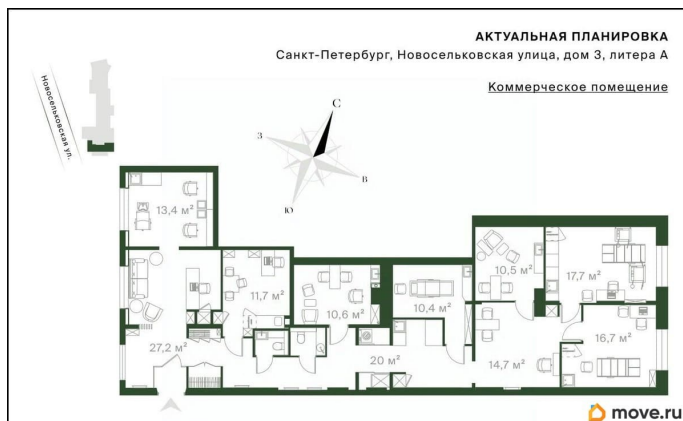 АКТУАЛЬНАЯ ПЛАНИРОВКА
Санкт-Петербург, Новосельковская улица, дом 3, литера А
Коммерческое помещение
Новосельковская ул.
С
З
В
Ю
13,4 м²
11,7 м²
10,6 м²
10,4 м²
10,5 м²
17,7 м²
27,2 м²
20 м²
14,7 м²
16,7 м²
move.ru